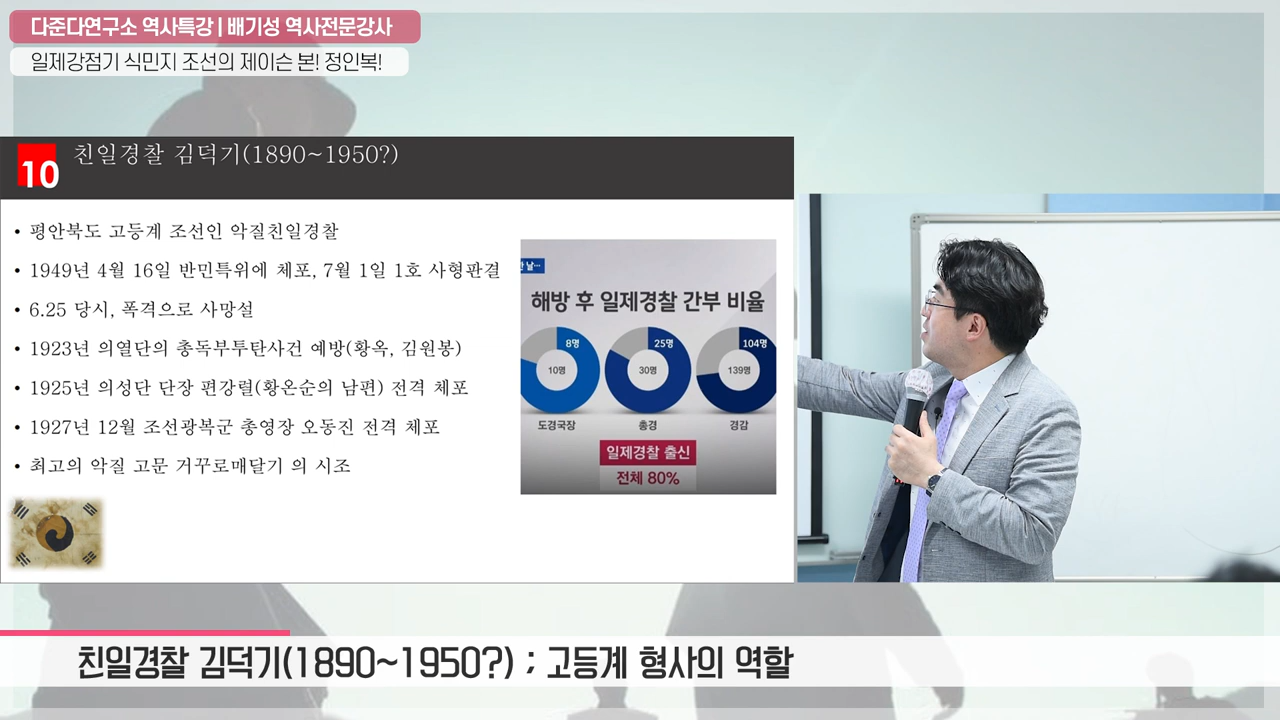 다준다연구소 역사특강 | 배기성 역사전문강사
일제강점기 식민지 조선의 제이슨 본! 정인복!
10
친일경찰 김덕기(1890~1950?)
• 평안북도 고등계 조선인 악질친일경찰
• 1949년 4월 16일 반민특위에 체포, 7월 1일 1호 사형판결
• 6.25 당시, 폭격으로 사망설
• 1923년 의열단의 총독부투탄사건 예방(황옥, 김원봉)
• 1925년 의성단 단장 편강렬(황온순의 남편) 전격 체포
• 1927년 12월 조선광복군 총영장 오동진 전격 체포
• 최고의 악질 고문 거꾸로매달기 의 시조
날…
해방 후 일제경찰 간부 비율
8명 25명 104명
10명 30명 139명
도경국장 총경 경감
일제경찰 출신
전체 80%
친일경찰 김덕기(1890~1950?) ; 고등계 형사의 역할